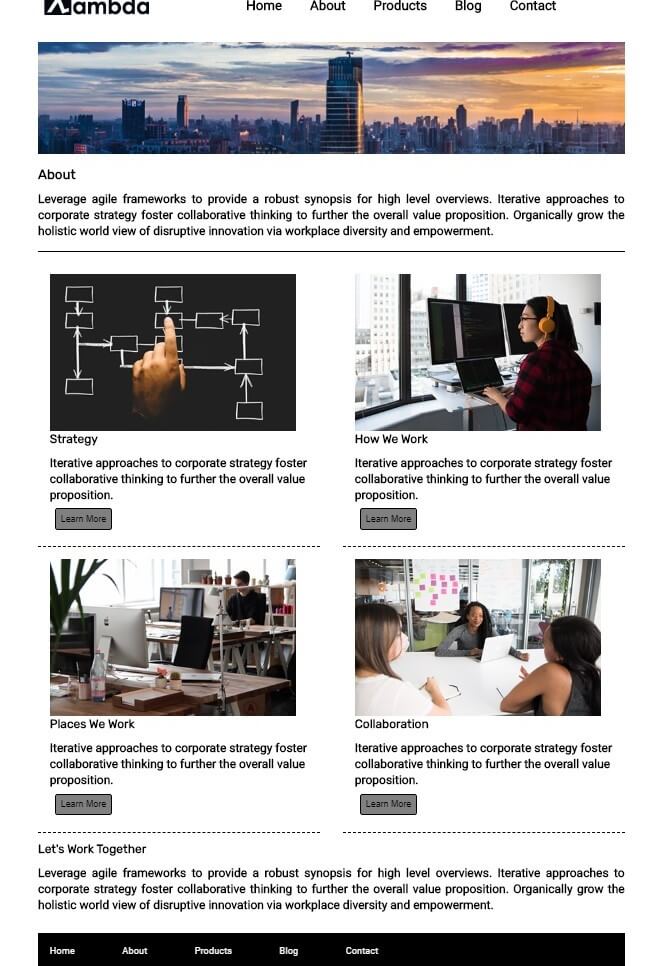 Lambda
Home About Products Blog Contact
About
Leverage agile frameworks to provide a robust synopsis for high level overviews. Iterative approaches to
corporate strategy foster collaborative thinking to further the overall value proposition. Organically grow the
holistic world view of disruptive innovation via workplace diversity and empowerment.
Strategy
Iterative approaches to corporate strategy foster
collaborative thinking to further the overall value
proposition.
Learn More
How We Work
Iterative approaches to corporate strategy foster
collaborative thinking to further the overall value
proposition.
Learn More
Places We Work
Iterative approaches to corporate strategy foster
collaborative thinking to further the overall value
proposition.
Learn More
Collaboration
Iterative approaches to corporate strategy foster
collaborative thinking to further the overall value
proposition.
Learn More
Let's Work Together
Leverage agile frameworks to provide a robust synopsis for high level overviews. Iterative approaches to
corporate strategy foster collaborative thinking to further the overall value proposition. Organically grow the
holistic world view of disruptive innovation via workplace diversity and empowerment.
Home About Products Blog Contact